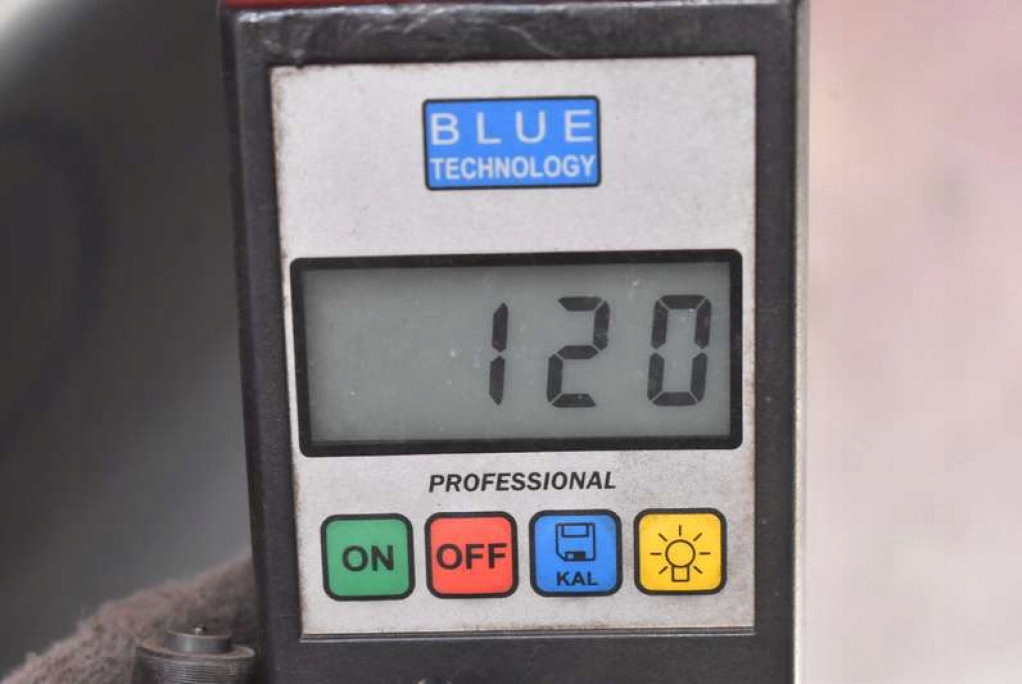 BLUE
TECHNOLOGY
120
PROFESSIONAL
ON OFF KAL